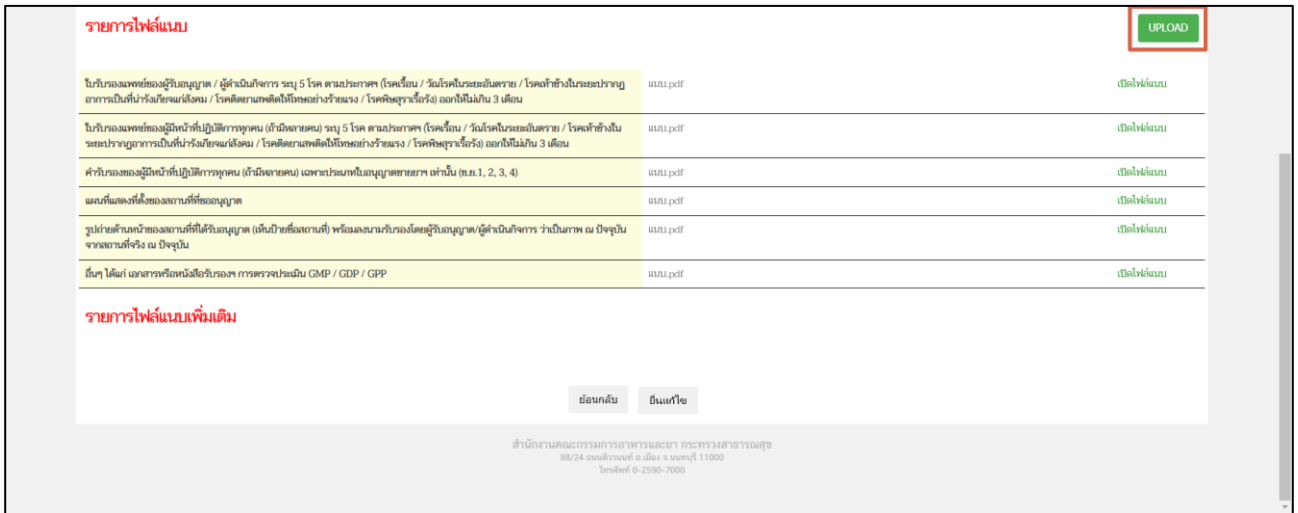 รายการไฟล์แนบ
UPLOAD
ใบรับรองแพทย์ของผู้รับอนุญาต / ผู้ดำเนินกิจการ ระบุ 5 โรค ตามประกาศฯ (โรคเรื้อน / วัณโรคในระยะอันตราย / โรคเท้าช้างในระยะปรากฏ
อาการเป็นที่น่ารังเกียจแก่สังคม / โรคติดยาเสพติดให้โทษอย่างร้ายแรง / โรคพิษสุราเรื้อรัง) ออกให้ไม่เกิน 3 เดือน
แนบ.pdf
เปิดไฟล์แนบ
ใบรับรองแพทย์ของผู้มีหน้าที่ปฏิบัติการทุกคน (ถ้ามีหลายคน) ระบุ 5 โรค ตามประกาศฯ (โรคเรื้อน / วัณโรคในระยะอันตราย / โรคเท้าช้างใน
ระยะปรากฏอาการเป็นที่น่ารังเกียจแก่สังคม / โรคติดยาเสพติดให้โทษอย่างร้ายแรง / โรคพิษสุราเรื้อรัง) ออกให้ไม่เกิน 3 เดือน
แนบ.pdf
เปิดไฟล์แนบ
คำรับรองของผู้มีหน้าที่ปฏิบัติการทุกคน (ถ้ามีหลายคน) เฉพาะประเภทใบอนุญาตขายยาฯ เท่านั้น (ข.ย.1, 2, 3, 4)
แนบ.pdf
เปิดไฟล์แนบ
แผนที่แสดงที่ตั้งของสถานที่ที่ขออนุญาต
แนบ.pdf
เปิดไฟล์แนบ
รูปถ่ายด้านหน้าของสถานที่ที่ได้รับอนุญาต (เห็นป้ายชื่อสถานที่) พร้อมลงนามรับรองโดยผู้รับอนุญาต/ผู้ดำเนินกิจการ ว่าเป็นภาพ ณ ปัจจุบัน
จากสถานที่จริง ณ ปัจจุบัน
แนบ.pdf
เปิดไฟล์แนบ
อื่นๆ ได้แก่ เอกสารหรือหนังสือรับรองฯ การตรวจประเมิน GMP / GDP / GPP
แนบ.pdf
เปิดไฟล์แนบ
รายการไฟล์แนบเพิ่มเติม
ย้อนกลับ
ยื่นแก้ไข
สำนักงานคณะกรรมการอาหารและยา กระทรวงสาธารณสุข
88/24 ถนนติวานนท์ อ.เมือง จ.นนทบุรี 11000
โทรศัพท์ 0-2590-7000